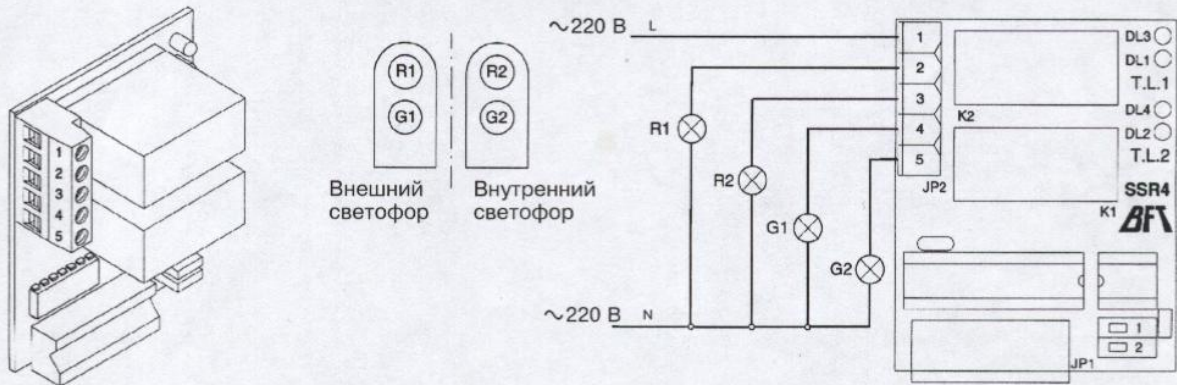 1
2
3
4
5
R1
G1
R2
G2
Внешний
светофор
Внутренний
светофор
~220 В L
R1
R2
G1
G2
~220 В N
1
2
3
4
5
JP2
K2
K1
DL3
DL1
T.L.1
DL4
DL2
T.L.2
SSR4
BFT
1
2
JP1